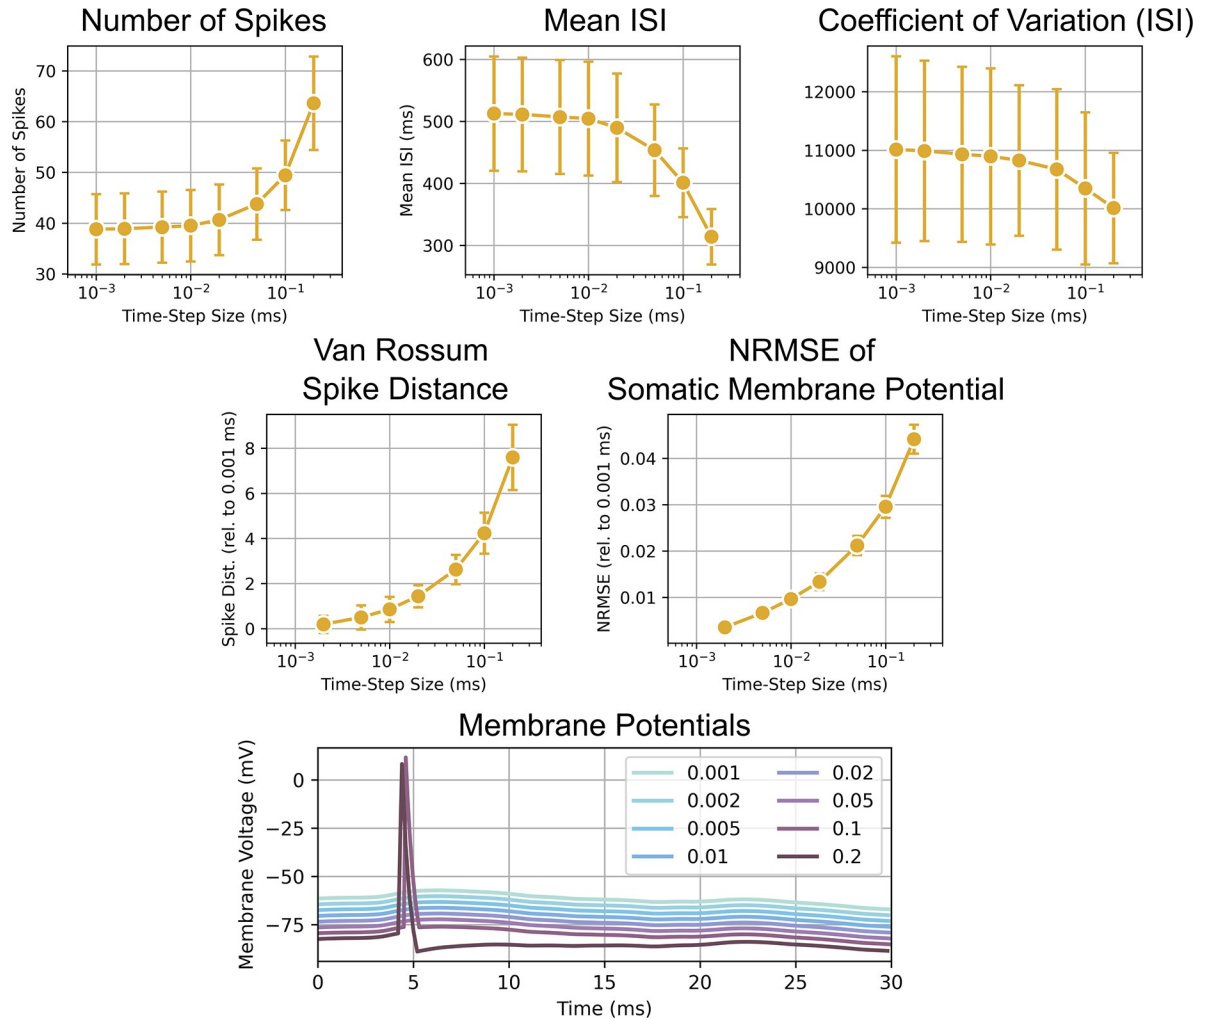 Number of Spikes
Mean ISI
Coefficient of Variation (ISI)
Number of Spikes
70
60
50
40
30
10⁻³
10⁻²
10⁻¹
Time-Step Size (ms)
Mean ISI (ms)
600
500
400
300
10⁻³
10⁻²
10⁻¹
Time-Step Size (ms)
12000
11000
10000
9000
10⁻³
10⁻²
10⁻¹
Time-Step Size (ms)
Van Rossum
Spike Distance
Spike Dist. (rel. to 0.001 ms)
8
6
4
2
0
10⁻³
10⁻²
10⁻¹
Time-Step Size (ms)
NRMSE of
Somatic Membrane Potential
NRMSE (rel. to 0.001 ms)
0.04
0.03
0.02
0.01
10⁻³
10⁻²
10⁻¹
Time-Step Size (ms)
Membrane Potentials
Membrane Voltage (mV)
0
−25
−50
−75
0.001
0.002
0.005
0.01
0.02
0.05
0.1
0.2
0
5
10
15
20
25
30
Time (ms)